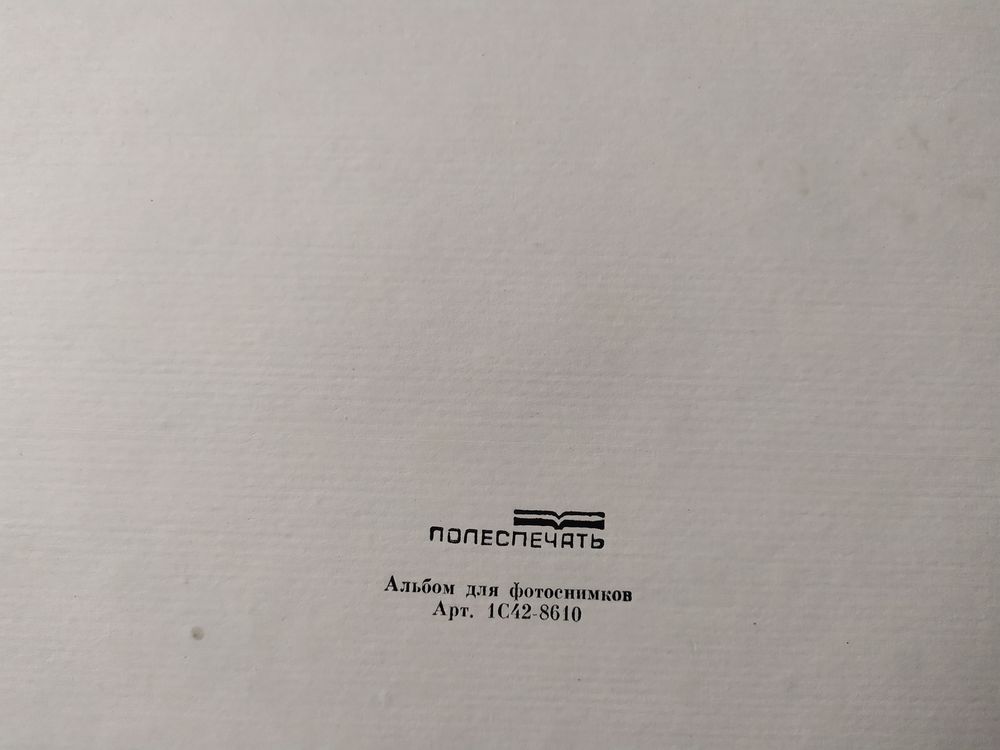 ПОЛЕСПЕЧАТЬ
Альбом для фотоснимков
Арт. 1С42-8610